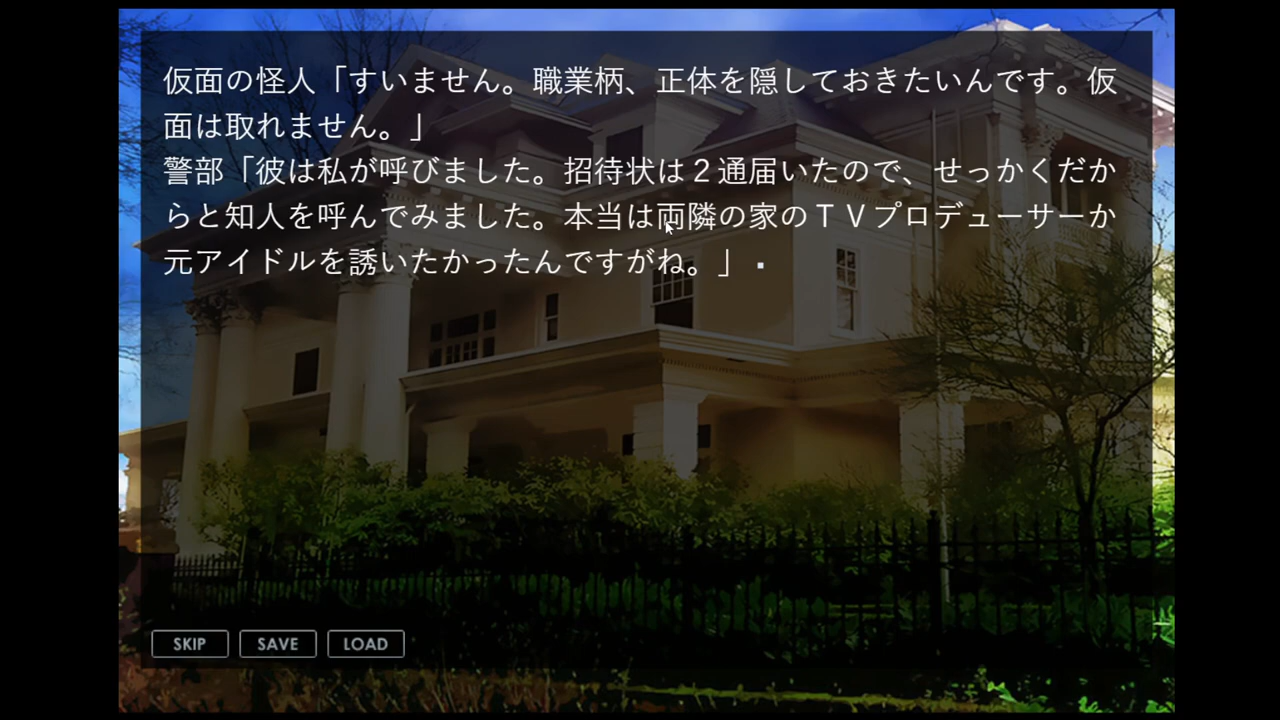 仮面の怪人「すいません。職業柄、正体を隠しておきたいんです。仮
面は取れません。」
警部「彼は私が呼びました。招待状は２通届いたので、せっかくだか
らと知人を呼んでみました。本当は両隣の家のＴＶプロデューサーか
元アイドルを誘いたかったんですがね。」
SKIP SAVE LOAD